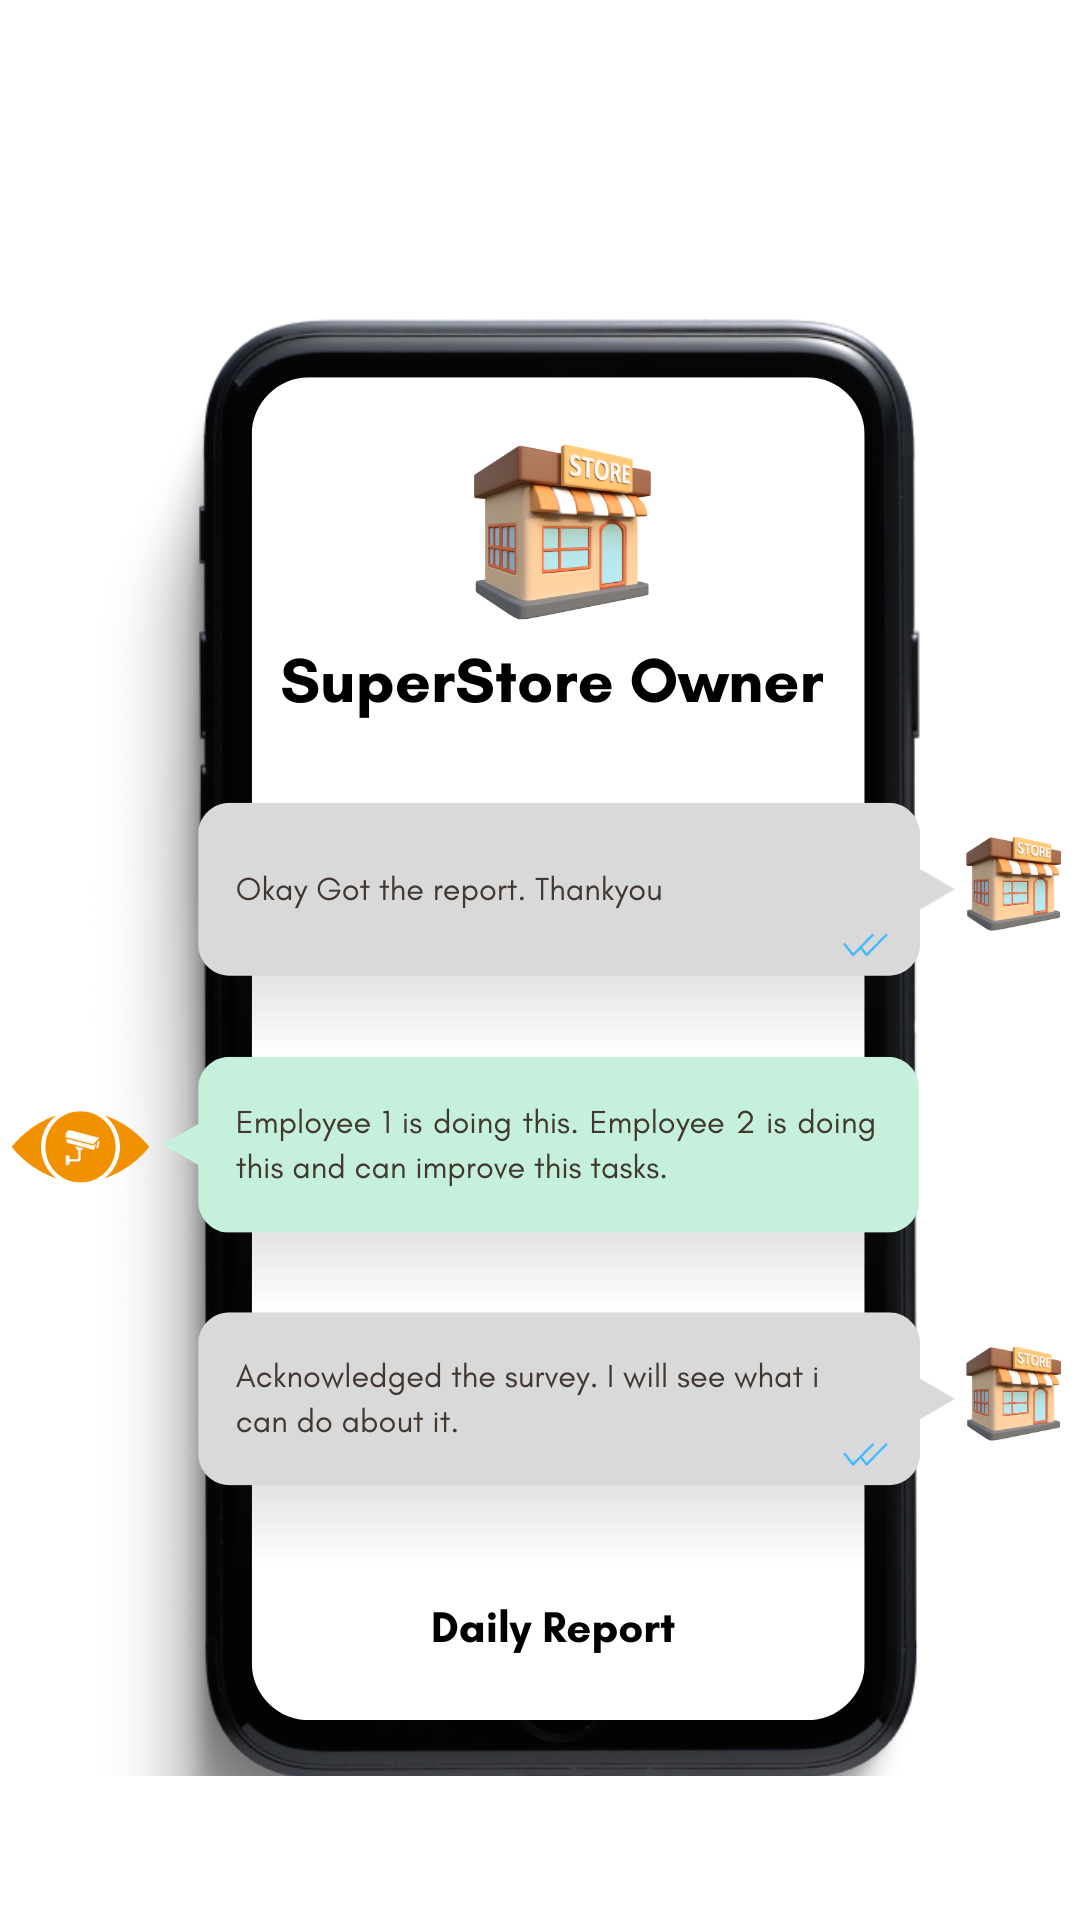 STORE
SuperStore Owner
Okay Got the report. Thankyou
STORE
Employee 1 is doing this. Employee 2 is doing
this and can improve this tasks.
Acknowledged the survey. I will see what i
can do about it.
STORE
Daily Report